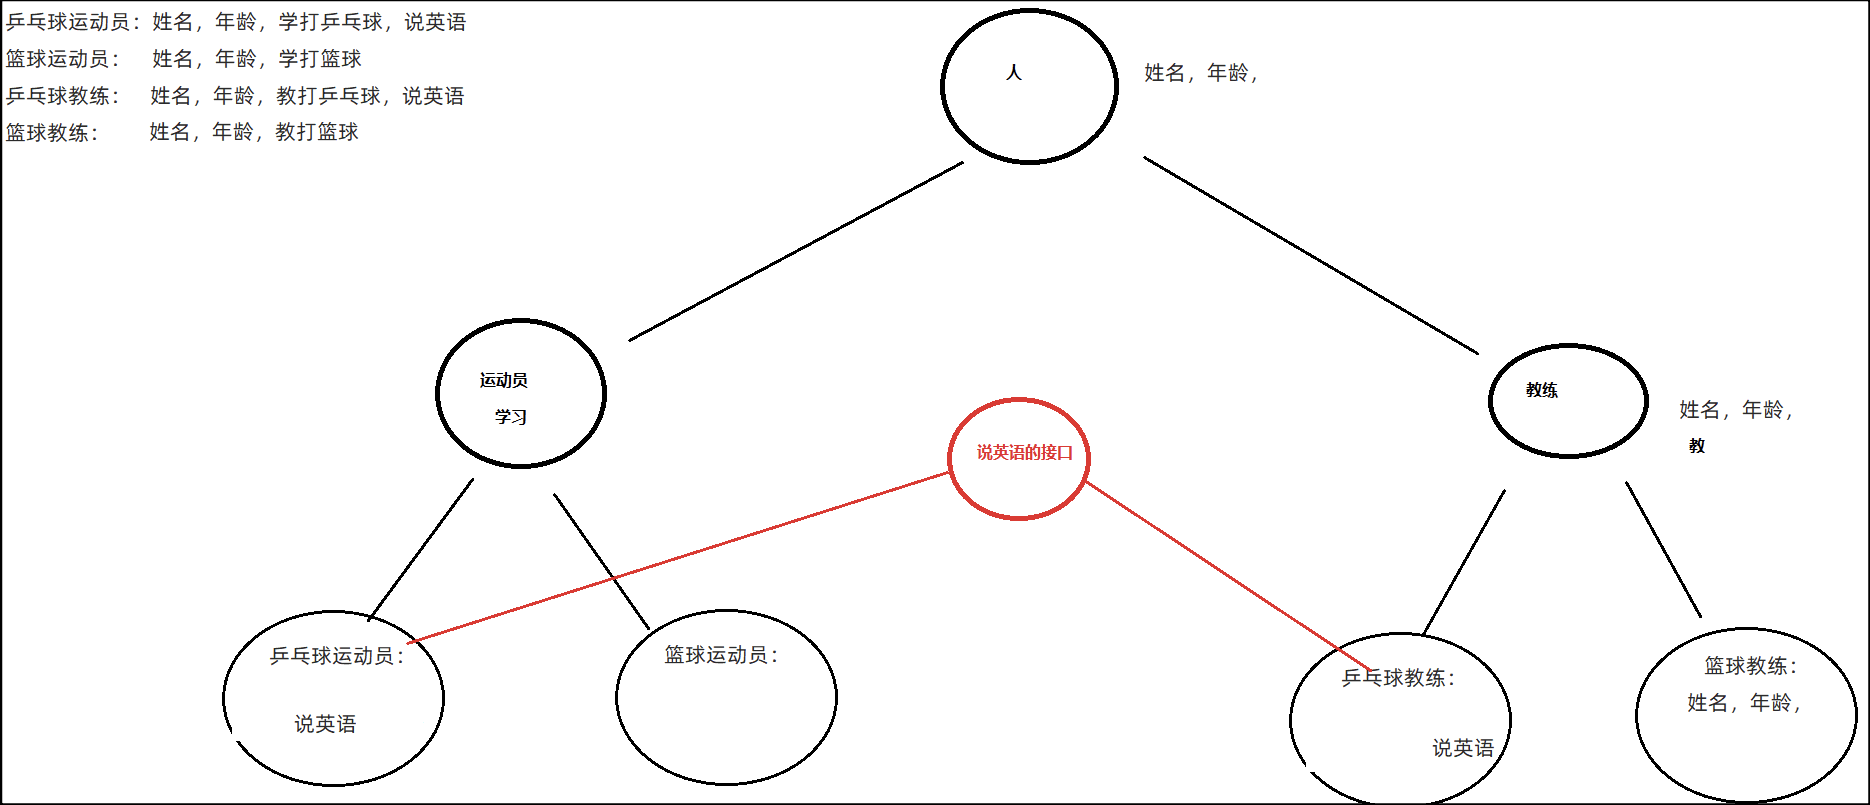 乒乓球运动员：姓名，年龄，学打乒乓球，说英语
篮球运动员： 姓名，年龄，学打篮球
乒乓球教练： 姓名，年龄，教打乒乓球，说英语
篮球教练： 姓名，年龄，教打篮球
人
姓名，年龄，
运动员
学习
教练
姓名，年龄，
教
说英语的接口
乒乓球运动员：
说英语
篮球运动员：
乒乓球教练：
说英语
篮球教练：
姓名，年龄，